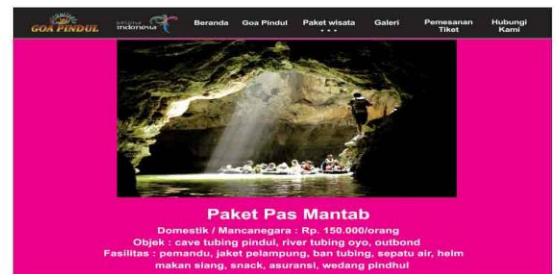 GOA PINDUL
indonesia
Beranda
Goa Pindul
Paket wisata
Galeri
Pemesanan
Tiket
Hubungi
Kami
Paket Pas Mantab
Domestik / Mancanegara : Rp. 150.000/orang
Objek : cave tubing pindul, river tubing oyo, outbond
Fasilitas : pemandu, jaket pelampung, ban tubing, sepatu air, helm
makan siang, snack, asuransi, wedang pindhul